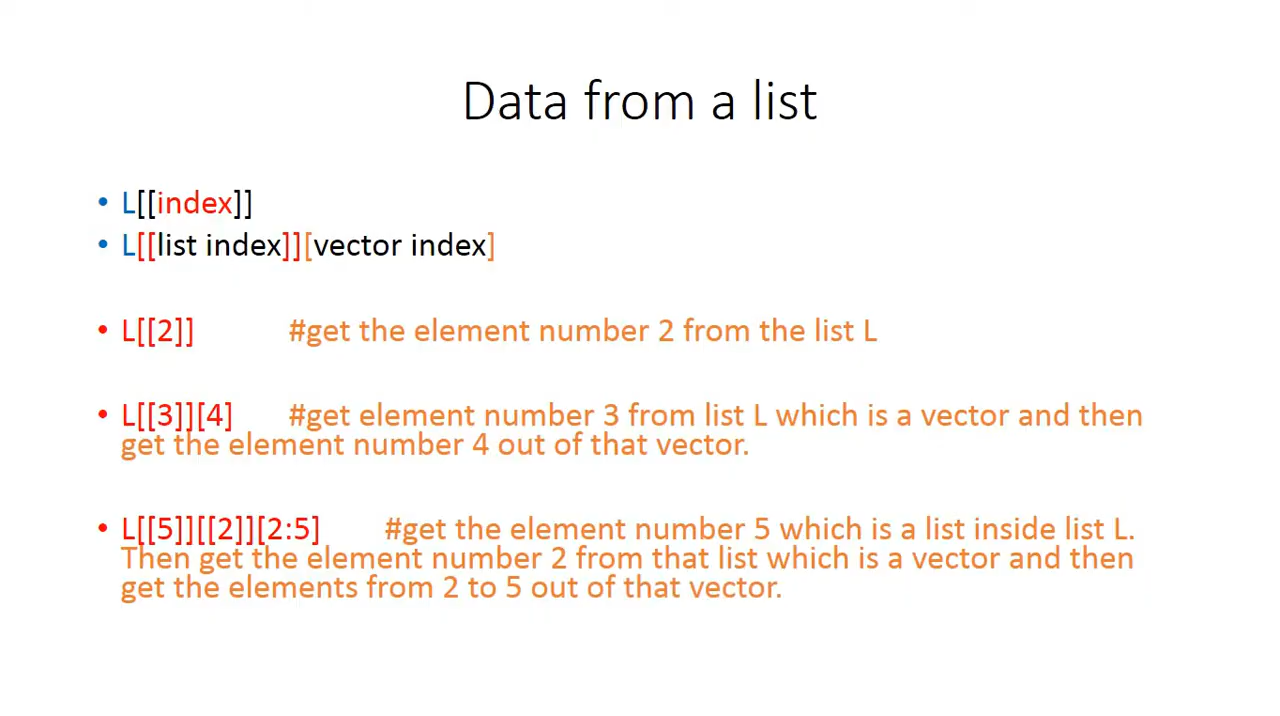 Data from a list
• L[[index]]
• L[[list index]][vector index]
• L[[2]] #get the element number 2 from the list L
• L[[3]][4] #get element number 3 from list L which is a vector and then
get the element number 4 out of that vector.
• L[[5]][[2]][2:5] #get the element number 5 which is a list inside list L.
Then get the element number 2 from that list which is a vector and then
get the elements from 2 to 5 out of that vector.